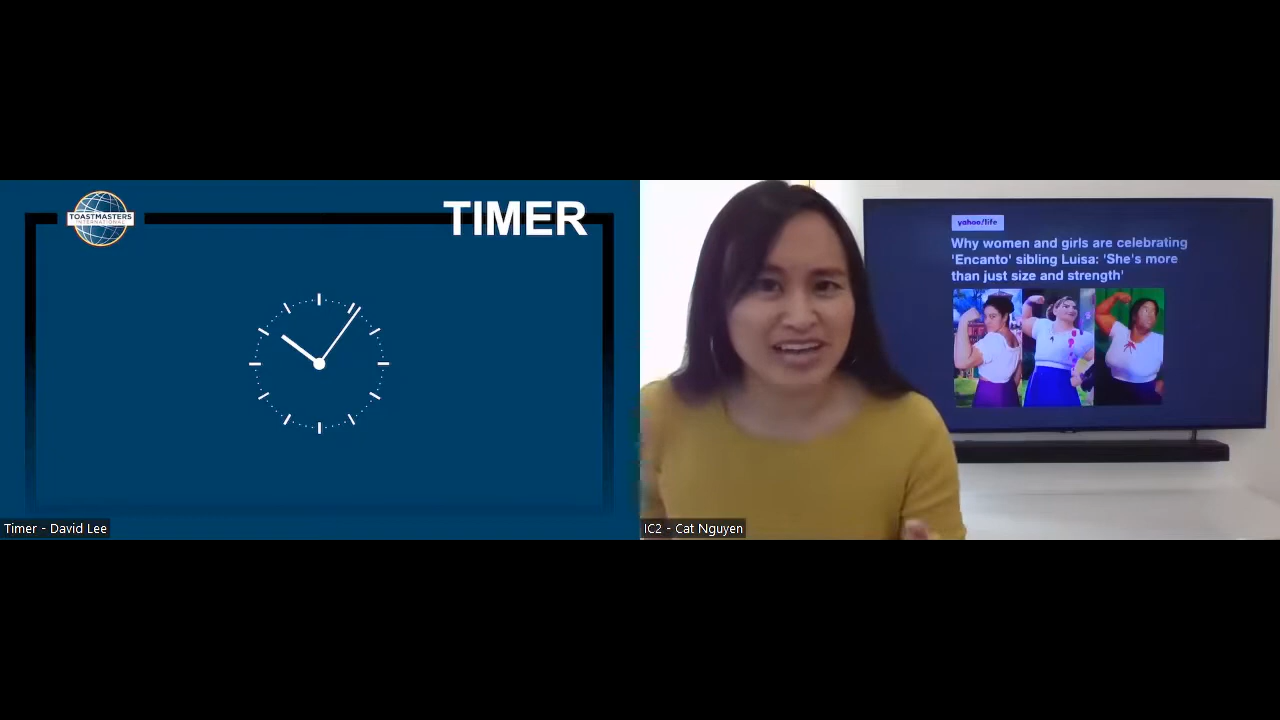 TOASTMASTERS
INTERNATIONAL
TIMER
Timer - David Lee
yahoo!life
Why women and girls are celebrating
'Encanto' sibling Luisa: 'She's more
than just size and strength'
IC2 - Cat Nguyen